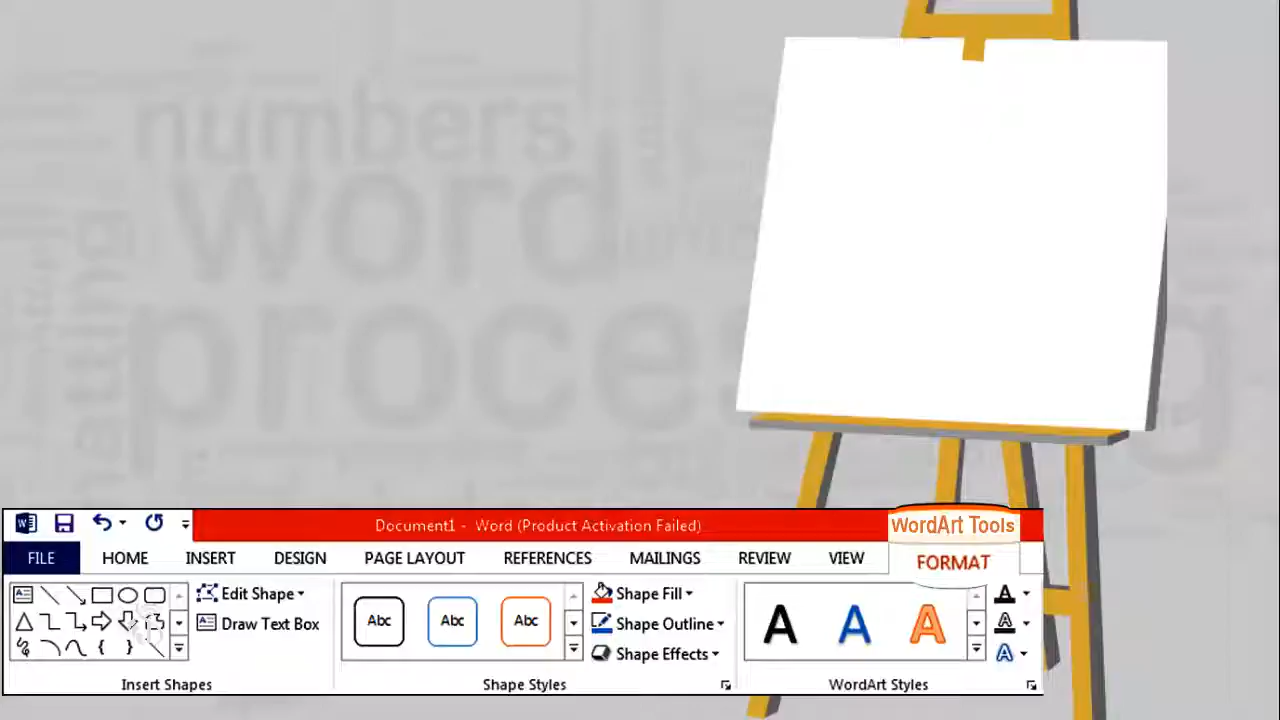 numbers
word
processing
Document1 - Word (Product Activation Failed)
WordArt Tools
FILE HOME INSERT DESIGN PAGE LAYOUT REFERENCES MAILINGS REVIEW VIEW FORMAT
Edit Shape
Draw Text Box
Insert Shapes
Abc Abc Abc
Shape Fill
Shape Outline
Shape Effects
Shape Styles
A A A
WordArt Styles